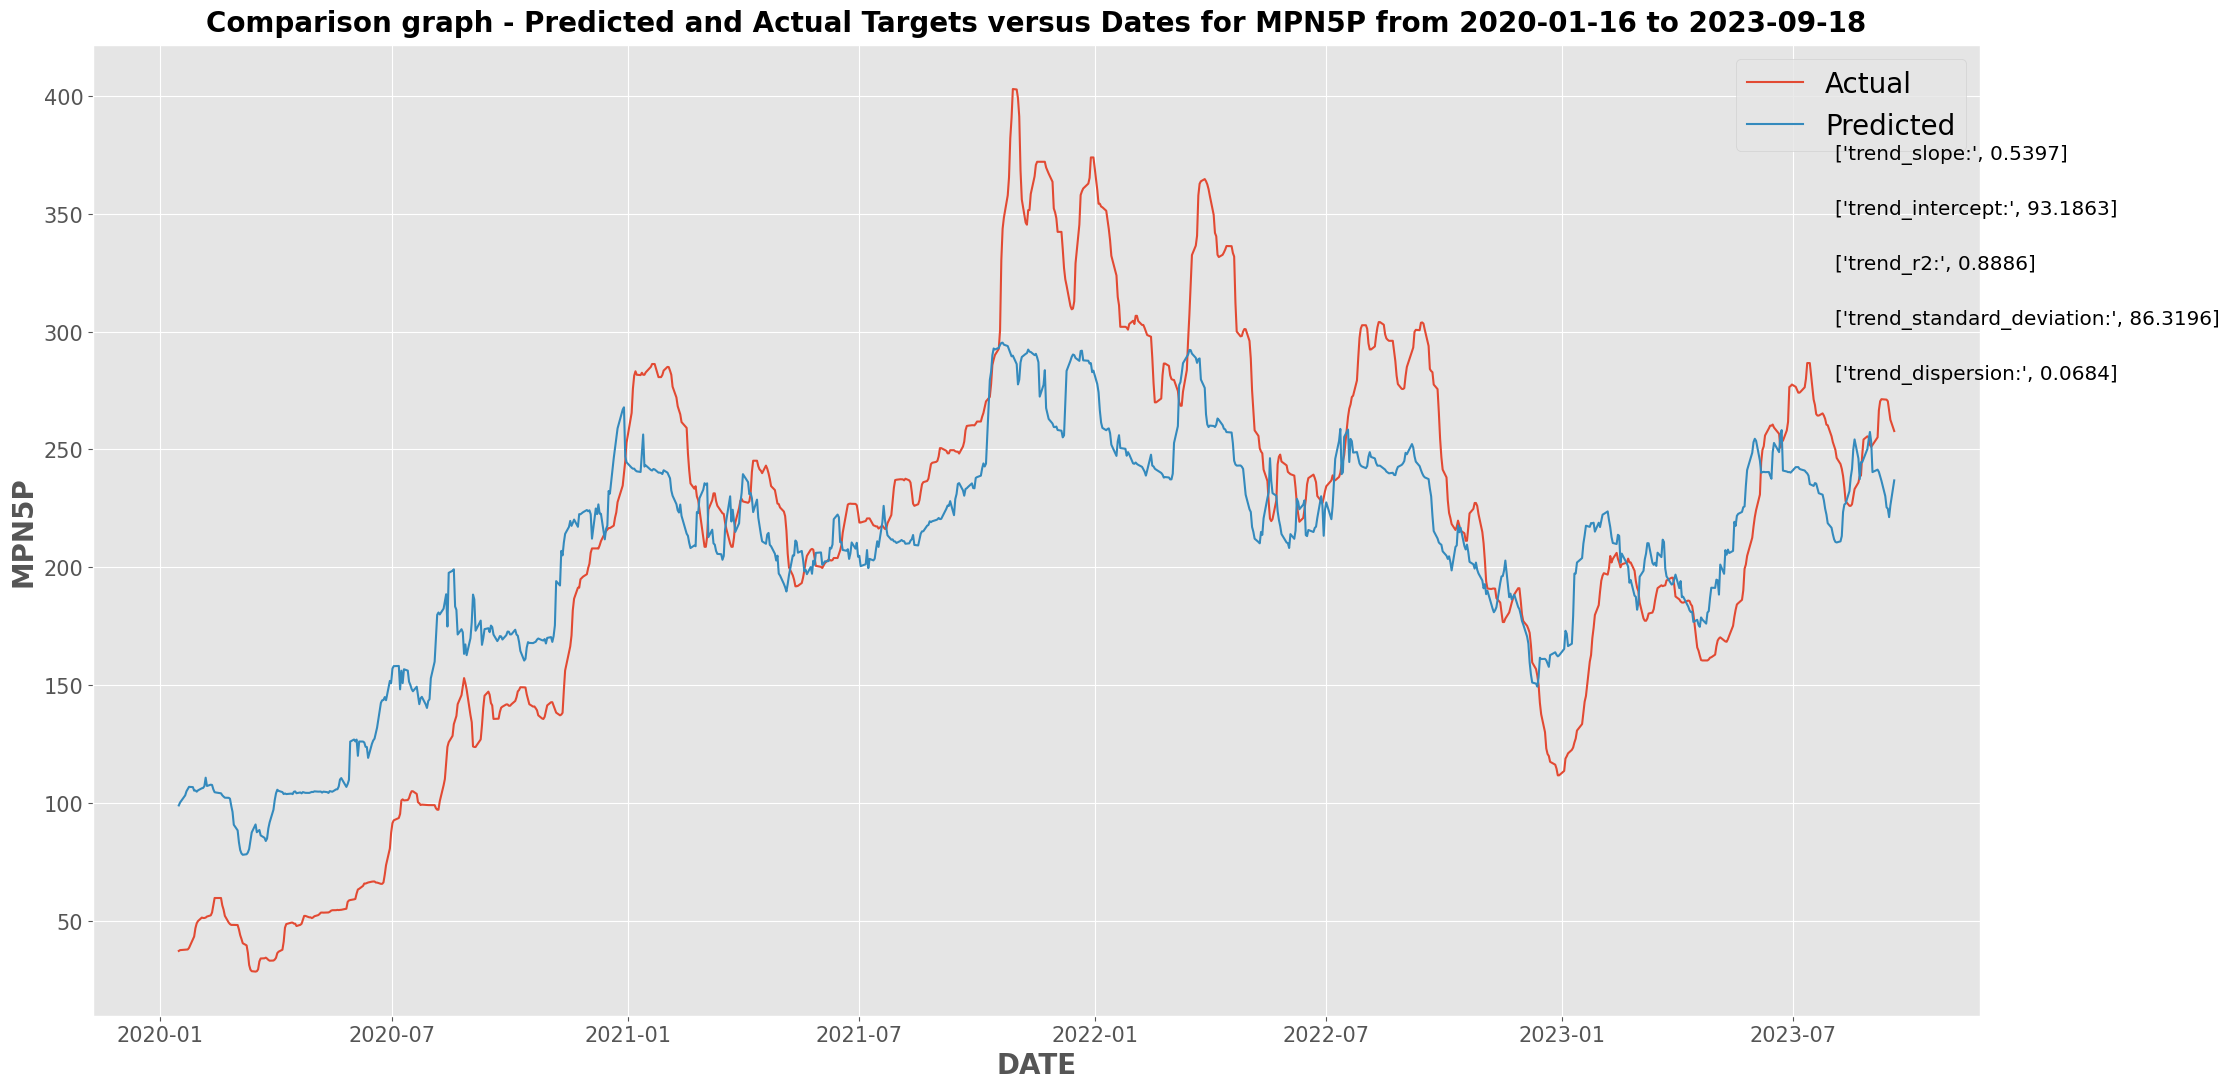 Comparison graph - Predicted and Actual Targets versus Dates for MPN5P from 2020-01-16 to 2023-09-18
Actual
Predicted
['trend_slope:', 0.5397]
['trend_intercept:', 93.1863]
['trend_r2:', 0.8886]
['trend_standard_deviation:', 86.3196]
['trend_dispersion:', 0.0684]
MPN5P
400
350
300
250
200
150
100
50
2020-01
2020-07
2021-01
2021-07
2022-01
2022-07
2023-01
2023-07
DATE